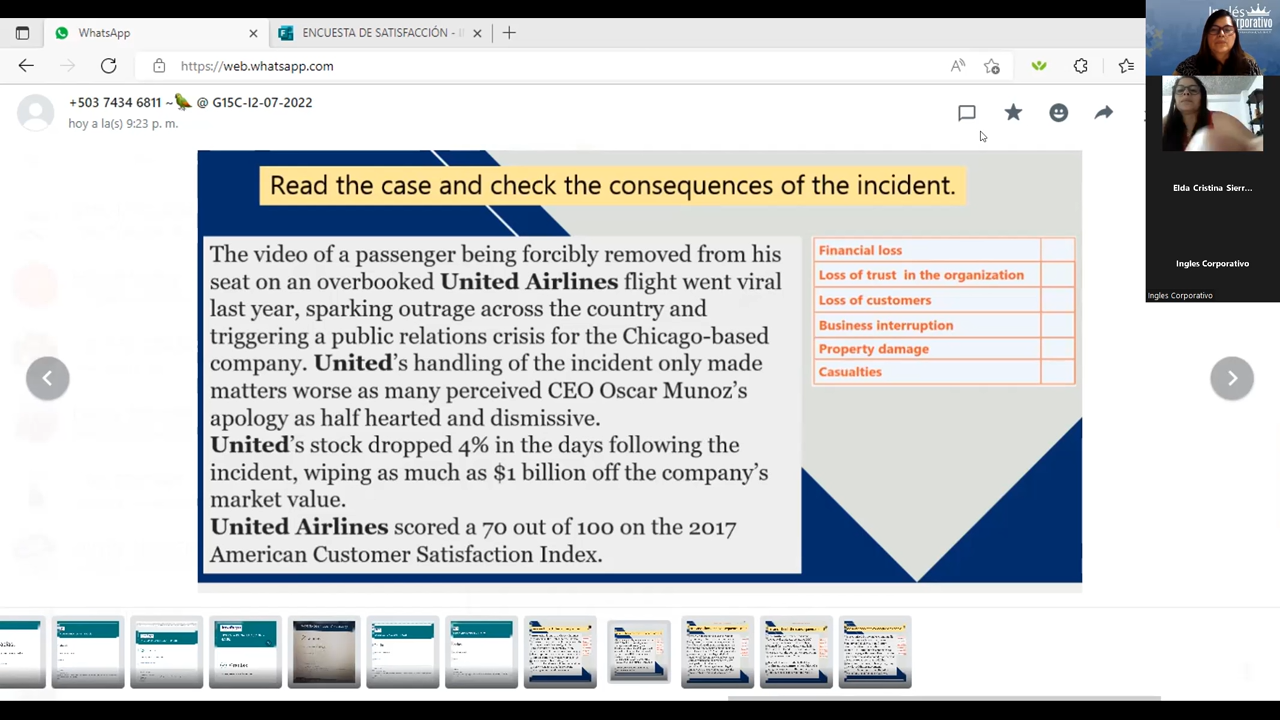 WhatsApp
ENCUESTA DE SATISFACCIÓN -
https://web.whatsapp.com
+503 7434 6811 ~🦜 @ G15C-I2-07-2022
hoy a la(s) 9:23 p. m.
Read the case and check the consequences of the incident.
The video of a passenger being forcibly removed from his
seat on an overbooked United Airlines flight went viral
last year, sparking outrage across the country and
triggering a public relations crisis for the Chicago-based
company. United's handling of the incident only made
matters worse as many perceived CEO Oscar Munoz's
apology as half hearted and dismissive.
United's stock dropped 4% in the days following the
incident, wiping as much as $1 billion off the company's
market value.
United Airlines scored a 70 out of 100 on the 2017
American Customer Satisfaction Index.
Financial loss
Loss of trust in the organization
Loss of customers
Business interruption
Property damage
Casualties
Inglés
Elda Cristina Sierr...
Ingles Corporativo
Ingles Corporativo